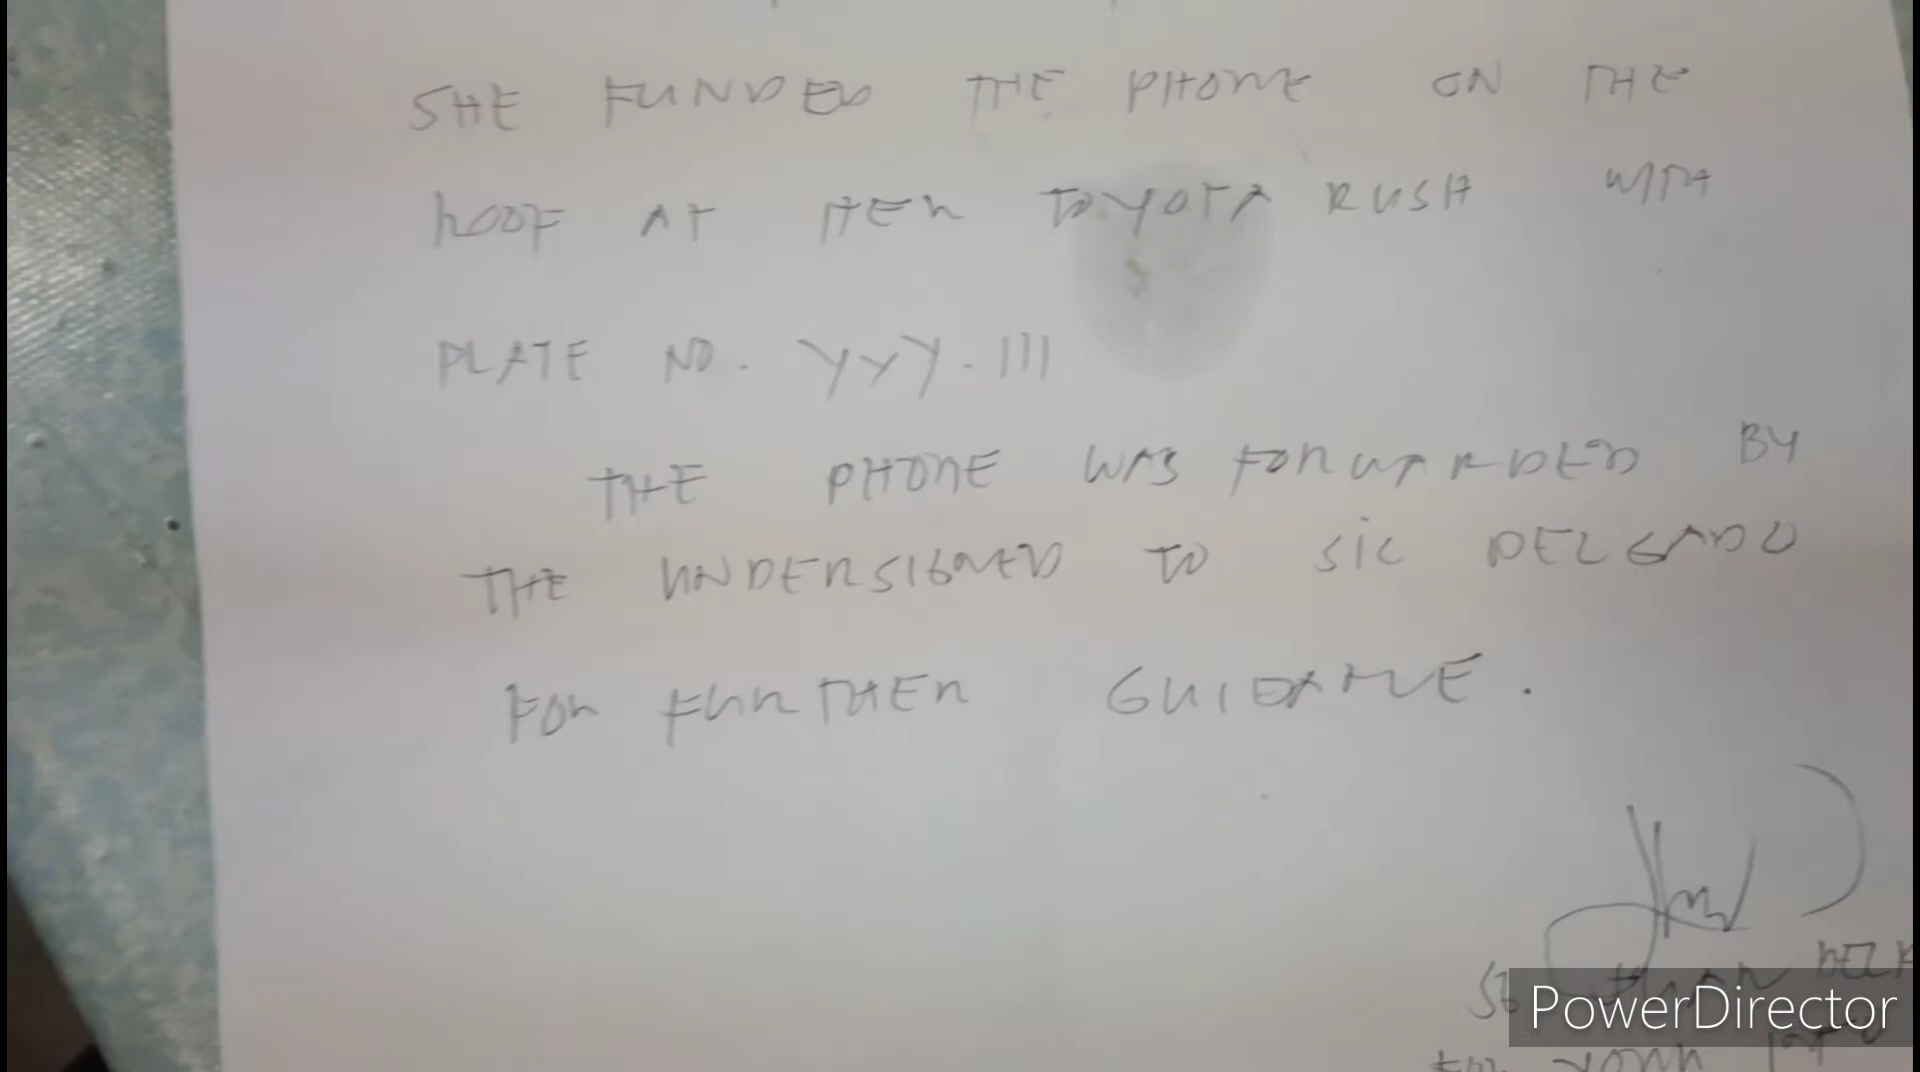 SHE FUNDED THE PHONE ON THE
ROOF AT HER TOYOTA RUSH WITH
PLATE NO. YYY. 111
THE PHONE WAS FORWARDED BY
THE UNDERSIGNED TO SIC DELGADO
FOR FURTHER GUIDANCE.
PowerDirector